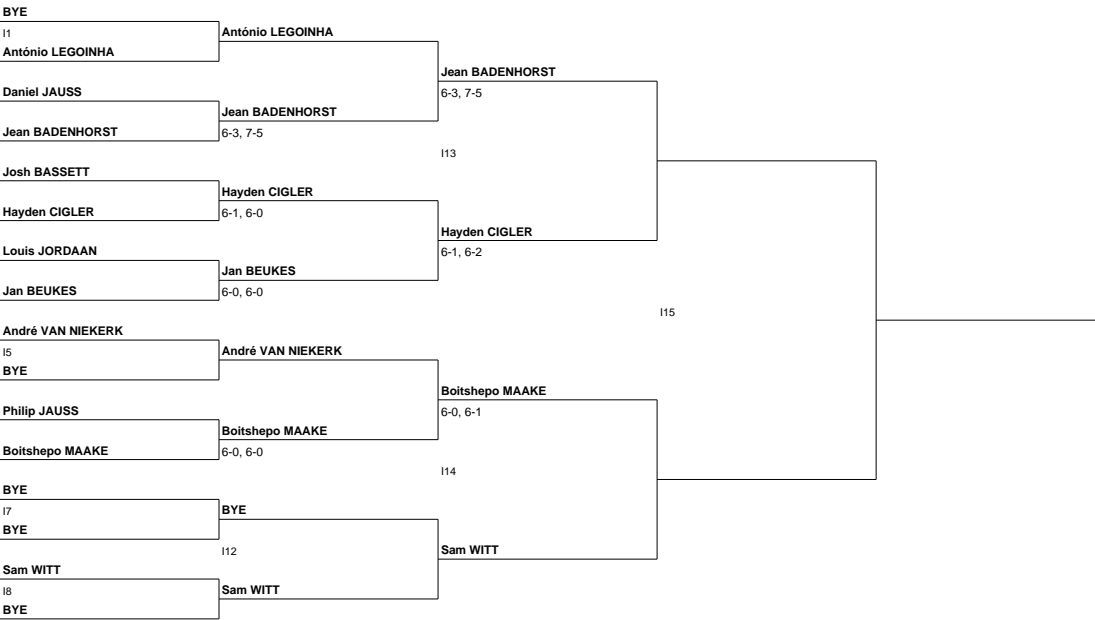 BYE
I1
António LEGOINHA
António LEGOINHA
Daniel JAUSS
Jean BADENHORST
Jean BADENHORST
6-3, 7-5
Jean BADENHORST
6-3, 7-5
I13
Josh BASSETT
Hayden CIGLER
Hayden CIGLER
6-1, 6-0
Louis JORDAAN
Jan BEUKES
Jan BEUKES
6-0, 6-0
Hayden CIGLER
6-1, 6-2
I15
André VAN NIEKERK
I5
BYE
André VAN NIEKERK
Philip JAUSS
Boitshepo MAAKE
Boitshepo MAAKE
6-0, 6-0
Boitshepo MAAKE
6-0, 6-1
I14
BYE
I7
BYE
BYE
I12
Sam WITT
I8
BYE
Sam WITT
Sam WITT